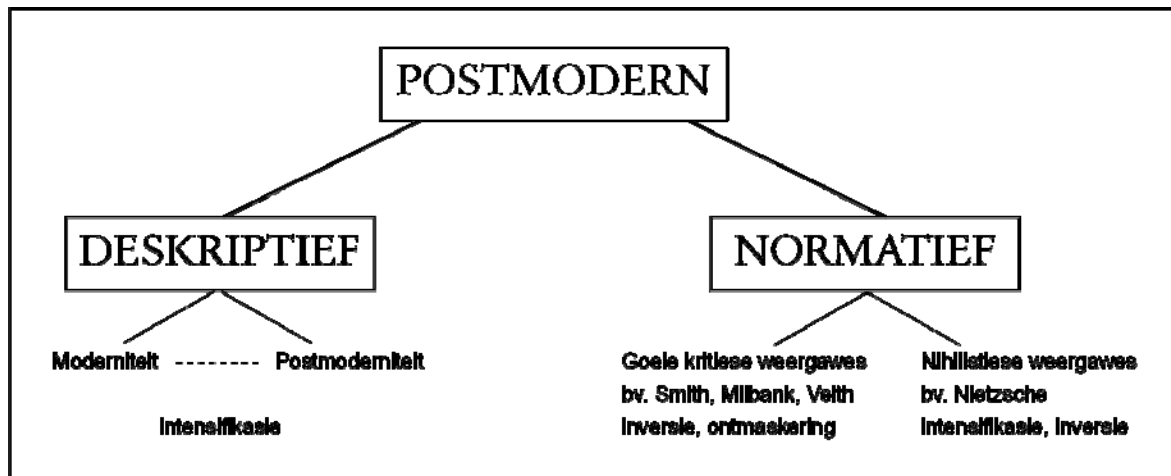 POSTMODERN
DESKRIPTIEF
NORMATIEF
Moderniteit ------- Postmoderniteit
Intensifikasie
Goeie kritiese weergawes
bv. Smith, Milbank, Veith
Inversie, ontmaskering
Nihilistiese weergawes
bv. Nietzsche
Intensifikasie, Inversie